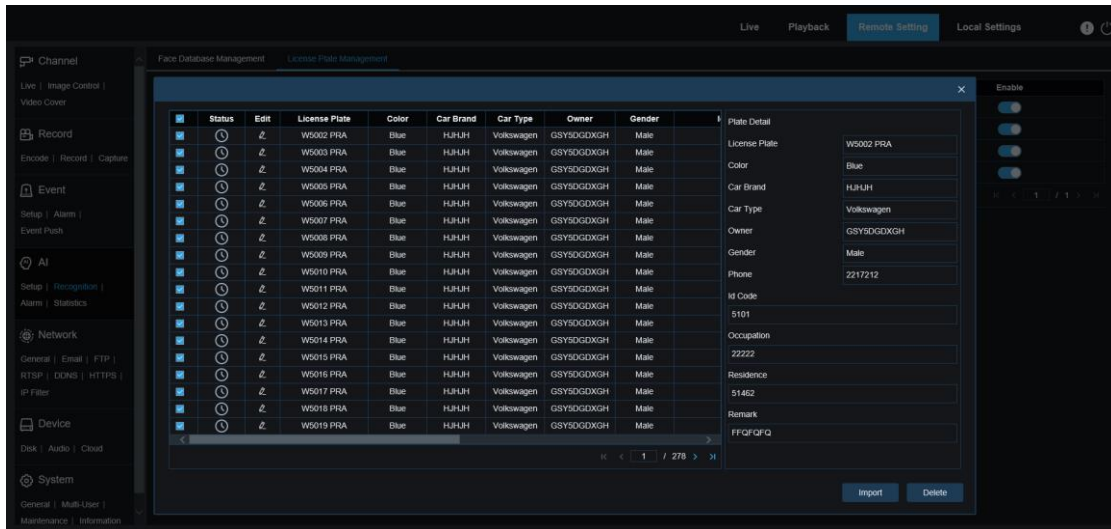 Live Playback Remote Setting Local Settings
Channel
Live | Image Control |
Video Cover
Record
Encode | Record | Capture
Event
Setup | Alarm |
Event Push
AI
Setup | Recognition |
Alarm | Statistics
Network
General | Email | FTP |
RTSP | DDNS | HTTPS |
IP Filter
Device
Disk | Audio | Cloud
System
General | Multi-User |
Maintenance | Information
Face Database Management License Plate Management
Enable
1 / 1
Status Edit License Plate Color Car Brand Car Type Owner Gender
W5002 PRA Blue HJHJH Volkswagen GSY5DGDXGH Male
W5003 PRA Blue HJHJH Volkswagen GSY5DGDXGH Male
W5004 PRA Blue HJHJH Volkswagen GSY5DGDXGH Male
W5005 PRA Blue HJHJH Volkswagen GSY5DGDXGH Male
W5006 PRA Blue HJHJH Volkswagen GSY5DGDXGH Male
W5007 PRA Blue HJHJH Volkswagen GSY5DGDXGH Male
W5008 PRA Blue HJHJH Volkswagen GSY5DGDXGH Male
W5009 PRA Blue HJHJH Volkswagen GSY5DGDXGH Male
W5010 PRA Blue HJHJH Volkswagen GSY5DGDXGH Male
W5011 PRA Blue HJHJH Volkswagen GSY5DGDXGH Male
W5012 PRA Blue HJHJH Volkswagen GSY5DGDXGH Male
W5013 PRA Blue HJHJH Volkswagen GSY5DGDXGH Male
W5014 PRA Blue HJHJH Volkswagen GSY5DGDXGH Male
W5015 PRA Blue HJHJH Volkswagen GSY5DGDXGH Male
W5016 PRA Blue HJHJH Volkswagen GSY5DGDXGH Male
W5017 PRA Blue HJHJH Volkswagen GSY5DGDXGH Male
W5018 PRA Blue HJHJH Volkswagen GSY5DGDXGH Male
W5019 PRA Blue HJHJH Volkswagen GSY5DGDXGH Male
1 / 278
Plate Detail
License Plate W5002 PRA
Color Blue
Car Brand HJHJH
Car Type Volkswagen
Owner GSY5DGDXGH
Gender Male
Phone 2217212
Id Code
5101
Occupation
22222
Residence
51462
Remark
FFQFQFQ
Import Delete